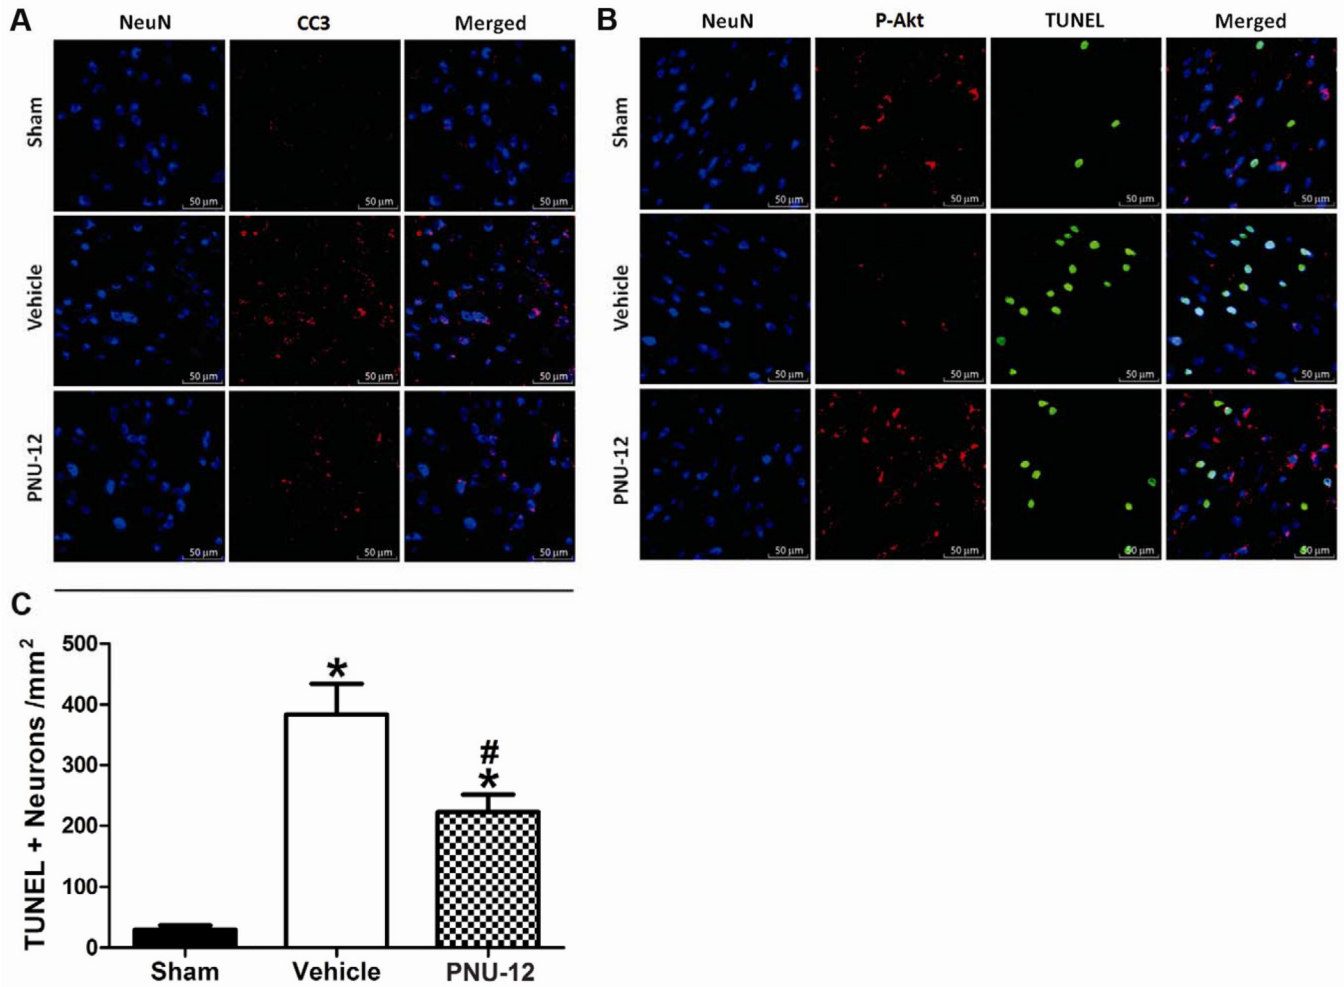 A
NeuN CC3 Merged
Sham
50 µm 50 µm 50 µm
Vehicle
50 µm 50 µm 50 µm
PNU-12
50 µm 50 µm 50 µm
B
NeuN P-Akt TUNEL Merged
Sham
50 µm 50 µm 50 µm 50 µm
Vehicle
50 µm 50 µm 50 µm 50 µm
PNU-12
50 µm 50 µm 50 µm 50 µm
C
TUNEL + Neurons /mm²
500
400
300
200
100
0
*
#
*
Sham Vehicle PNU-12